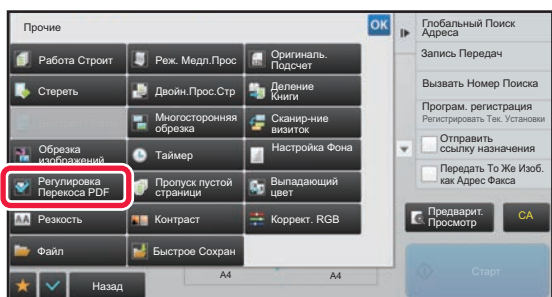 Прочие
OK
Работа Строит
Реж. Медл.Прос
Оригиналь.
Подсчет
Стереть
Двойн.Прос.Стр
Деление
Книги
Многосторонняя
обрезка
Сканир-ние
визиток
Обрезка
изображений
Таймер
Настройка Фона
Регулировка
Перекоса PDF
Пропуск пустой
страници
Выпадающий
цвет
Резкость
Контраст
Коррект. RGB
Файл
Быстрое Сохран
Назад
A4
A4
Глобальный Поиск
Адреса
Запись Передач
Вызвать Номер Поиска
Програм. регистрация
Регистрировать Тек. Установки
Отправить
ссылку назначения
Передать То Же Изоб.
как Адрес Факса
Предварит.
Просмотр
CA
Старт